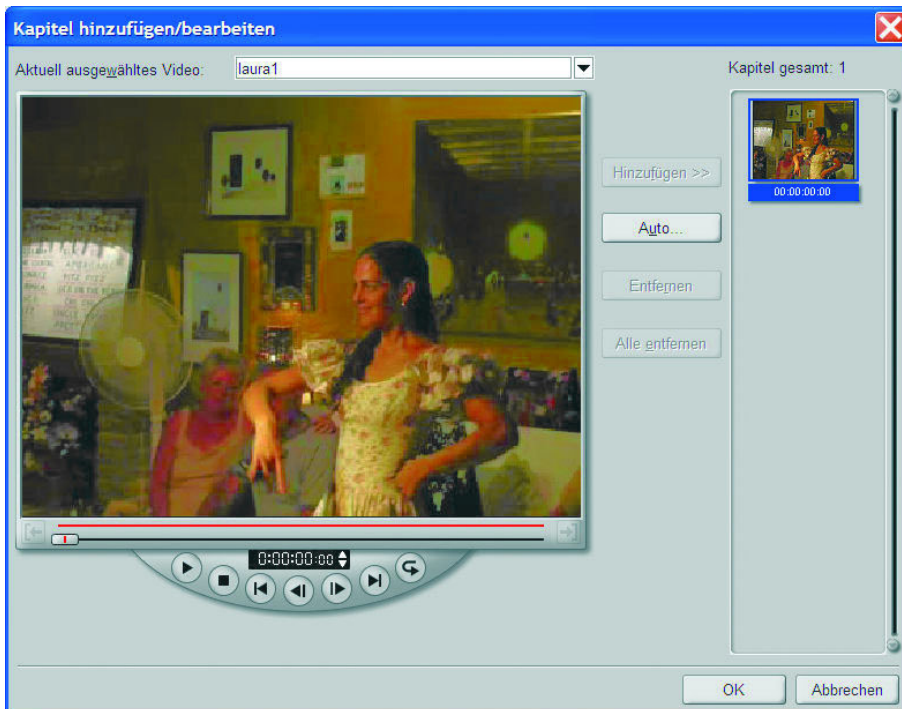 Kapitel hinzufügen/bearbeiten
Aktuell ausgewähltes Video: laura1
Kapitel gesamt: 1
Hinzufügen >>
00:00:00:00
Auto...
Entfernen
Alle entfernen
0:00:00:00
OK
Abbrechen